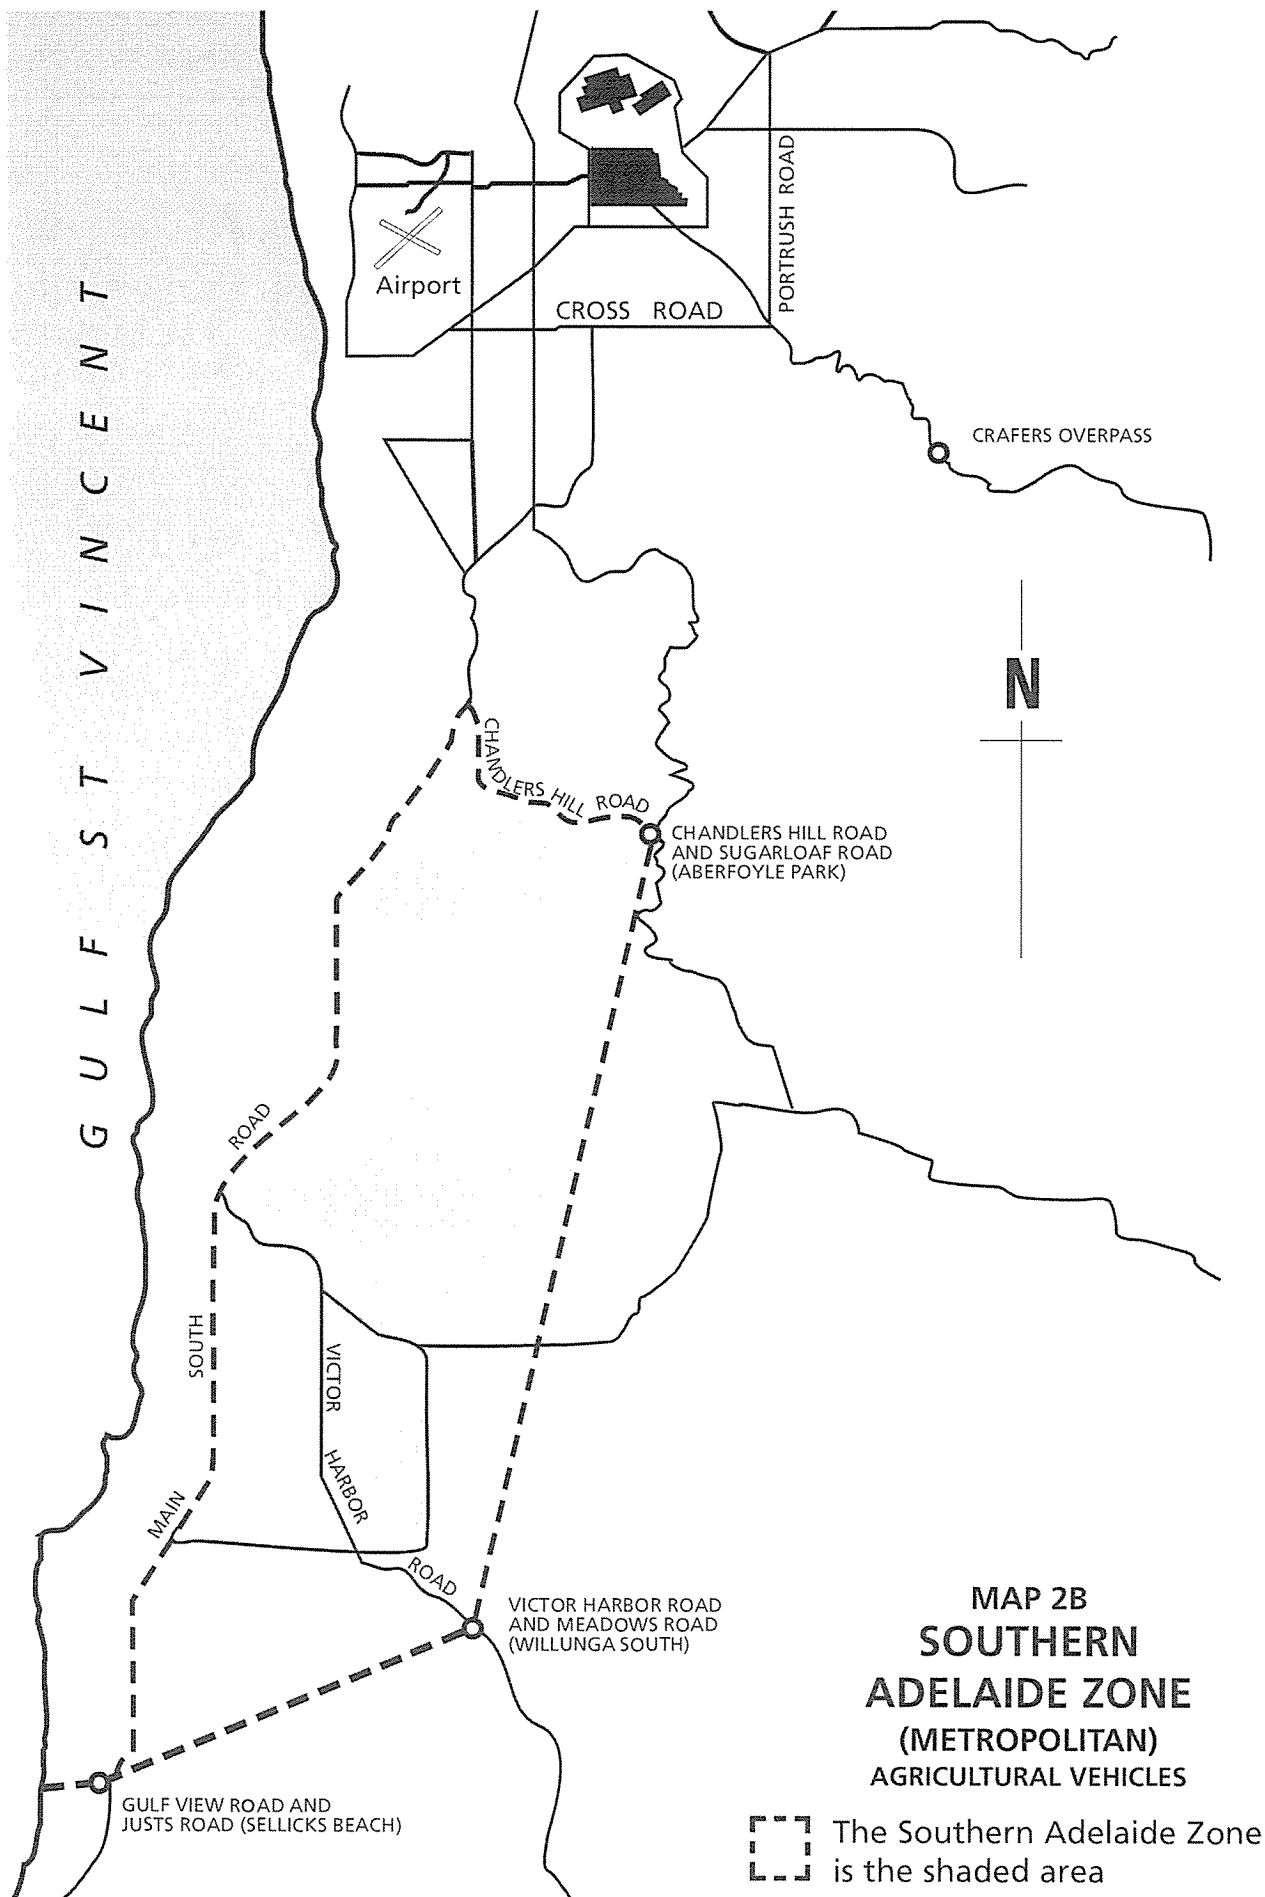 PORTRUSH ROAD
Airport
CROSS ROAD
CRAFERS OVERPASS
GULF ST VINCENT
N
CHANDLERS HILL ROAD
CHANDLERS HILL ROAD
AND SUGARLOAF ROAD
(ABERFOYLE PARK)
MAIN SOUTH ROAD
VICTOR HARBOR ROAD
VICTOR HARBOR ROAD
AND MEADOWS ROAD
(WILLUNGA SOUTH)
GULF VIEW ROAD AND
JUSTS ROAD (SELLICKS BEACH)
MAP 2B
SOUTHERN
ADELAIDE ZONE
(METROPOLITAN)
AGRICULTURAL VEHICLES
The Southern Adelaide Zone
is the shaded area